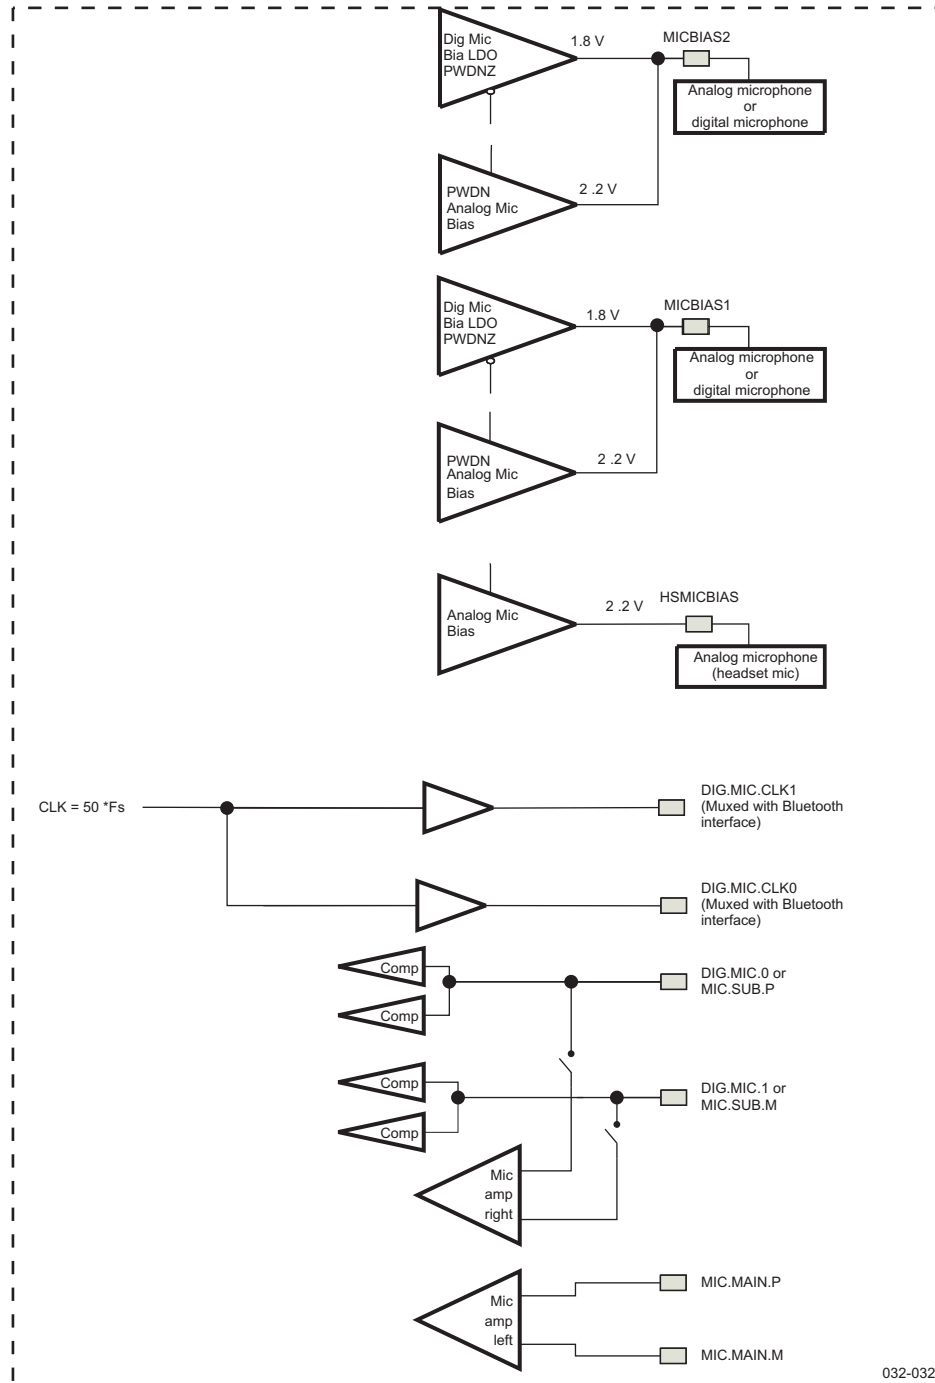 Dig Mic
Bia LDO
PWDNZ
1.8 V
MICBIAS2
Analog microphone
or
digital microphone
PWDN
Analog Mic
Bias
2 .2 V
Dig Mic
Bia LDO
PWDNZ
1.8 V
MICBIAS1
Analog microphone
or
digital microphone
PWDN
Analog Mic
Bias
2 .2 V
Analog Mic
Bias
2 .2 V
HSMICBIAS
Analog microphone
(headset mic)
CLK = 50 *Fs
DIG.MIC.CLK1
(Muxed with Bluetooth
interface)
DIG.MIC.CLK0
(Muxed with Bluetooth
interface)
Comp
Comp
DIG.MIC.0 or
MIC.SUB.P
Comp
Comp
DIG.MIC.1 or
MIC.SUB.M
Mic
amp
right
Mic
amp
left
MIC.MAIN.P
MIC.MAIN.M
032-032